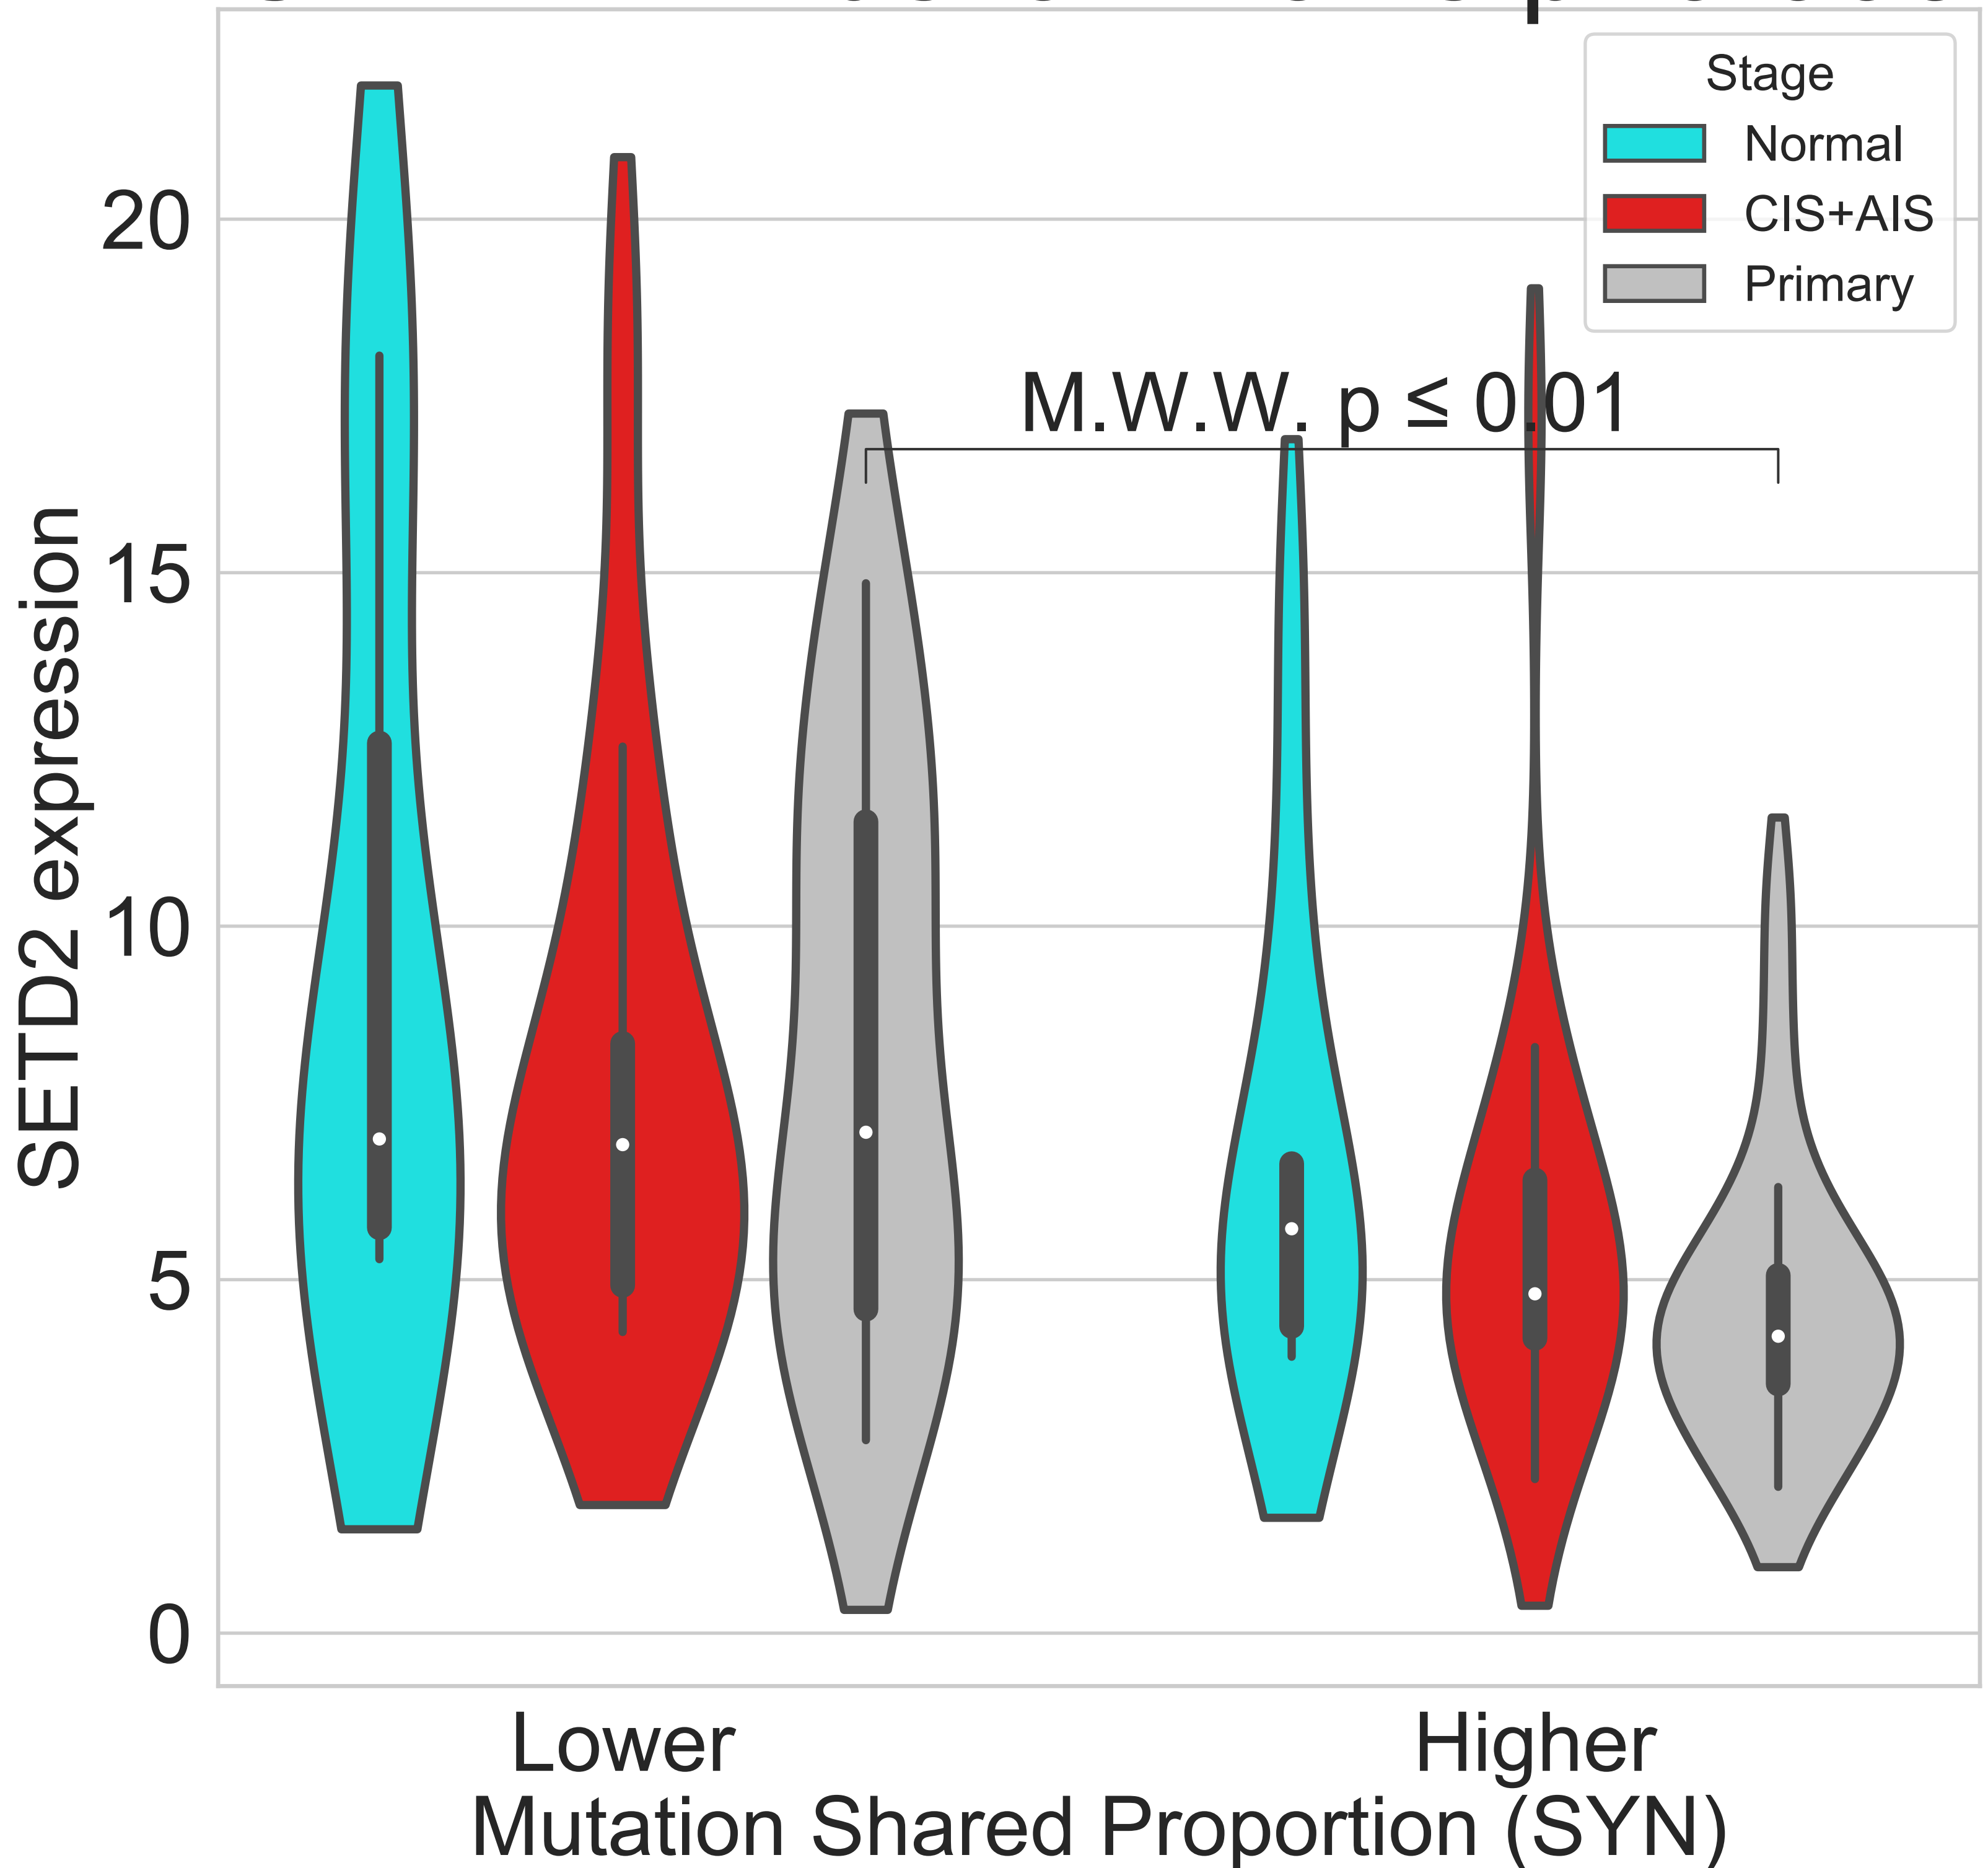 Stage
Normal
CIS+AIS
Primary
M.W.W. p ≤ 0.01
SETD2 expression
20
15
10
5
0
Lower
Higher
Mutation Shared Proportion (SYN)